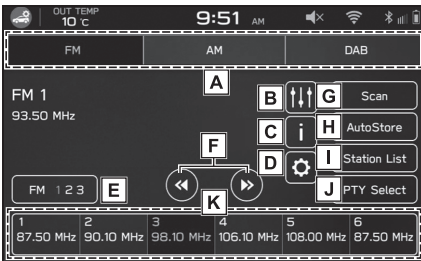 OUT TEMP
10 °C
9:51 AM
FM AM DAB
A
FM 1
93.50 MHz
B
G Scan
C i
H AutoStore
D
I Station List
F
J PTY Select
FM 1 2 3
E
K
1 2 3 4 5 6
87.50 MHz 90.10 MHz 98.10 MHz 106.10 MHz 108.00 MHz 87.50 MHz